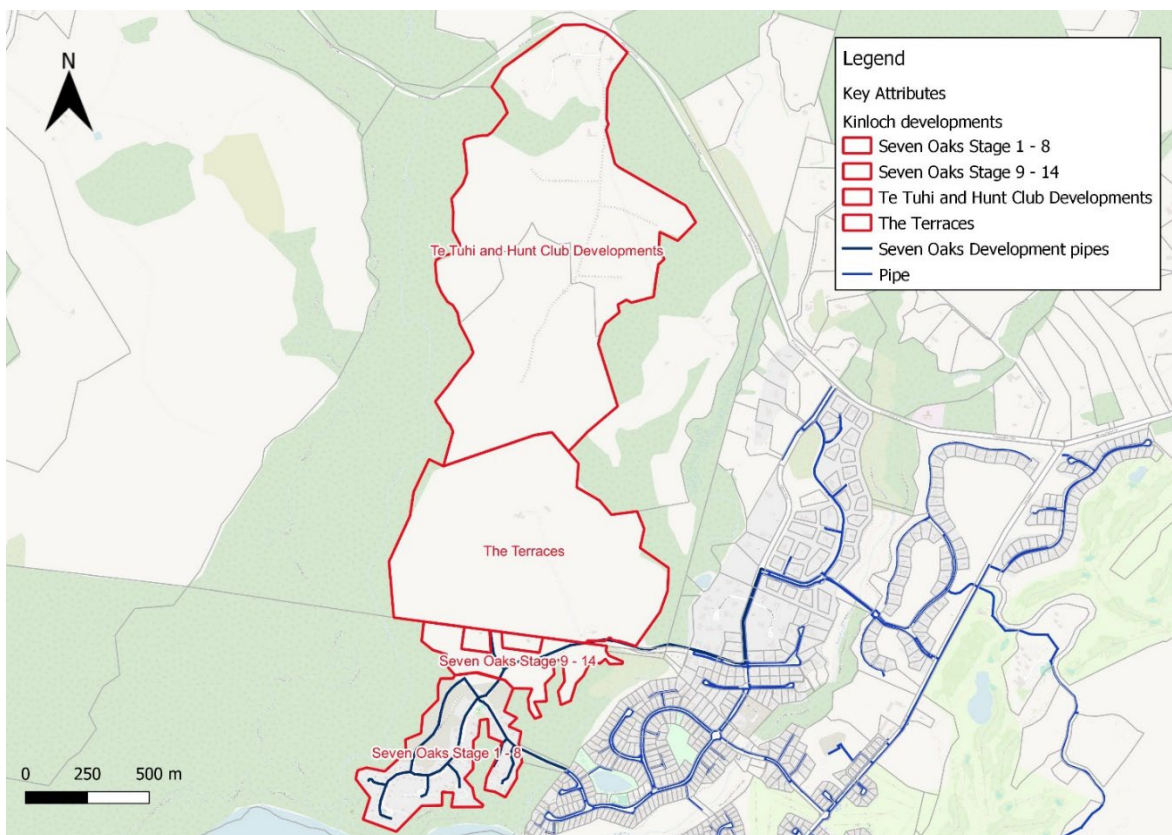 N
Legend
Key Attributes
Kinloch developments
Seven Oaks Stage 1 - 8
Seven Oaks Stage 9 - 14
Te Tuhi and Hunt Club Developments
The Terraces
Seven Oaks Development pipes
Pipe
Te Tuhi and Hunt Club Developments
The Terraces
Seven Oaks Stage 9 - 14
Seven Oaks Stage 1 - 8
0 250 500 m